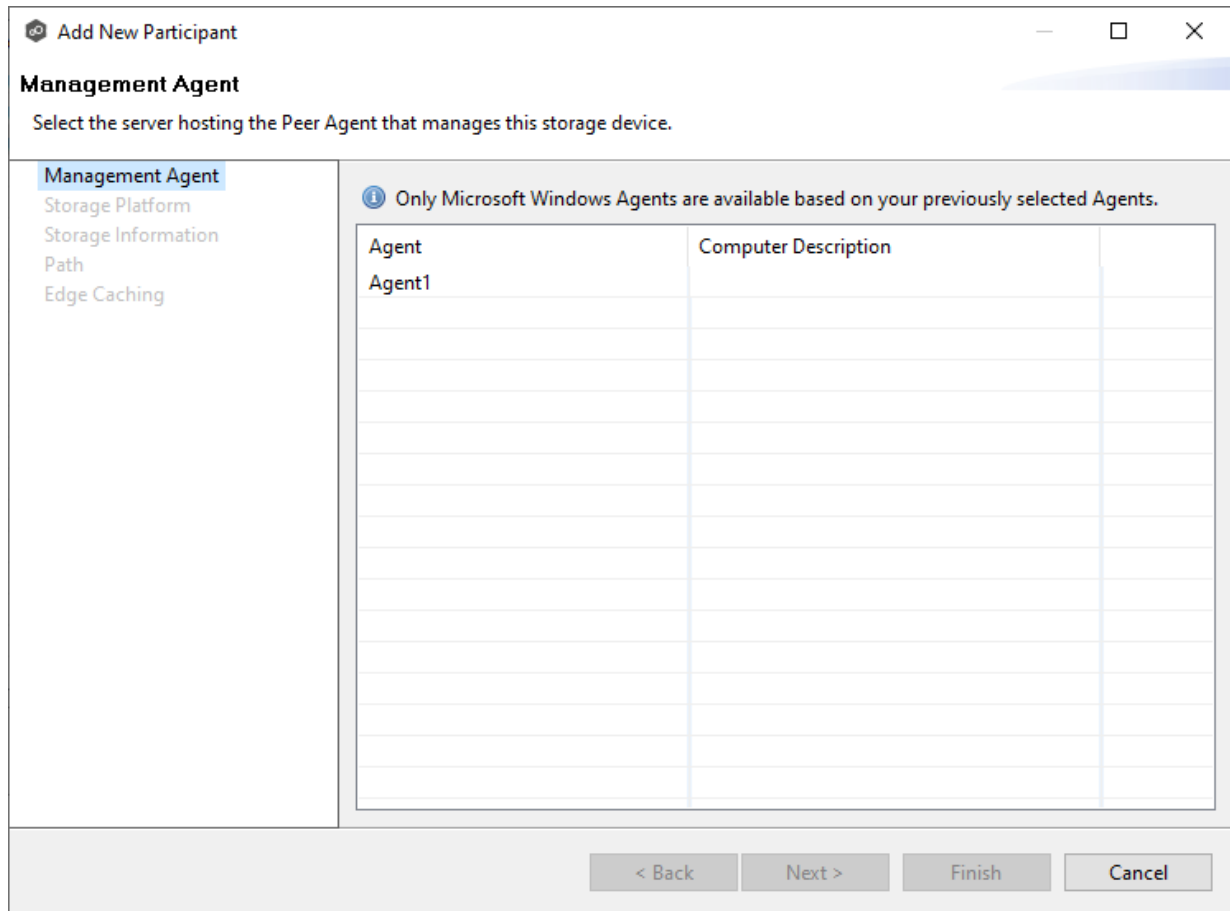 Add New Participant
Management Agent
Select the server hosting the Peer Agent that manages this storage device.
Management Agent
Storage Platform
Storage Information
Path
Edge Caching
Only Microsoft Windows Agents are available based on your previously selected Agents.
Agent Computer Description
Agent1
< Back Next > Finish Cancel